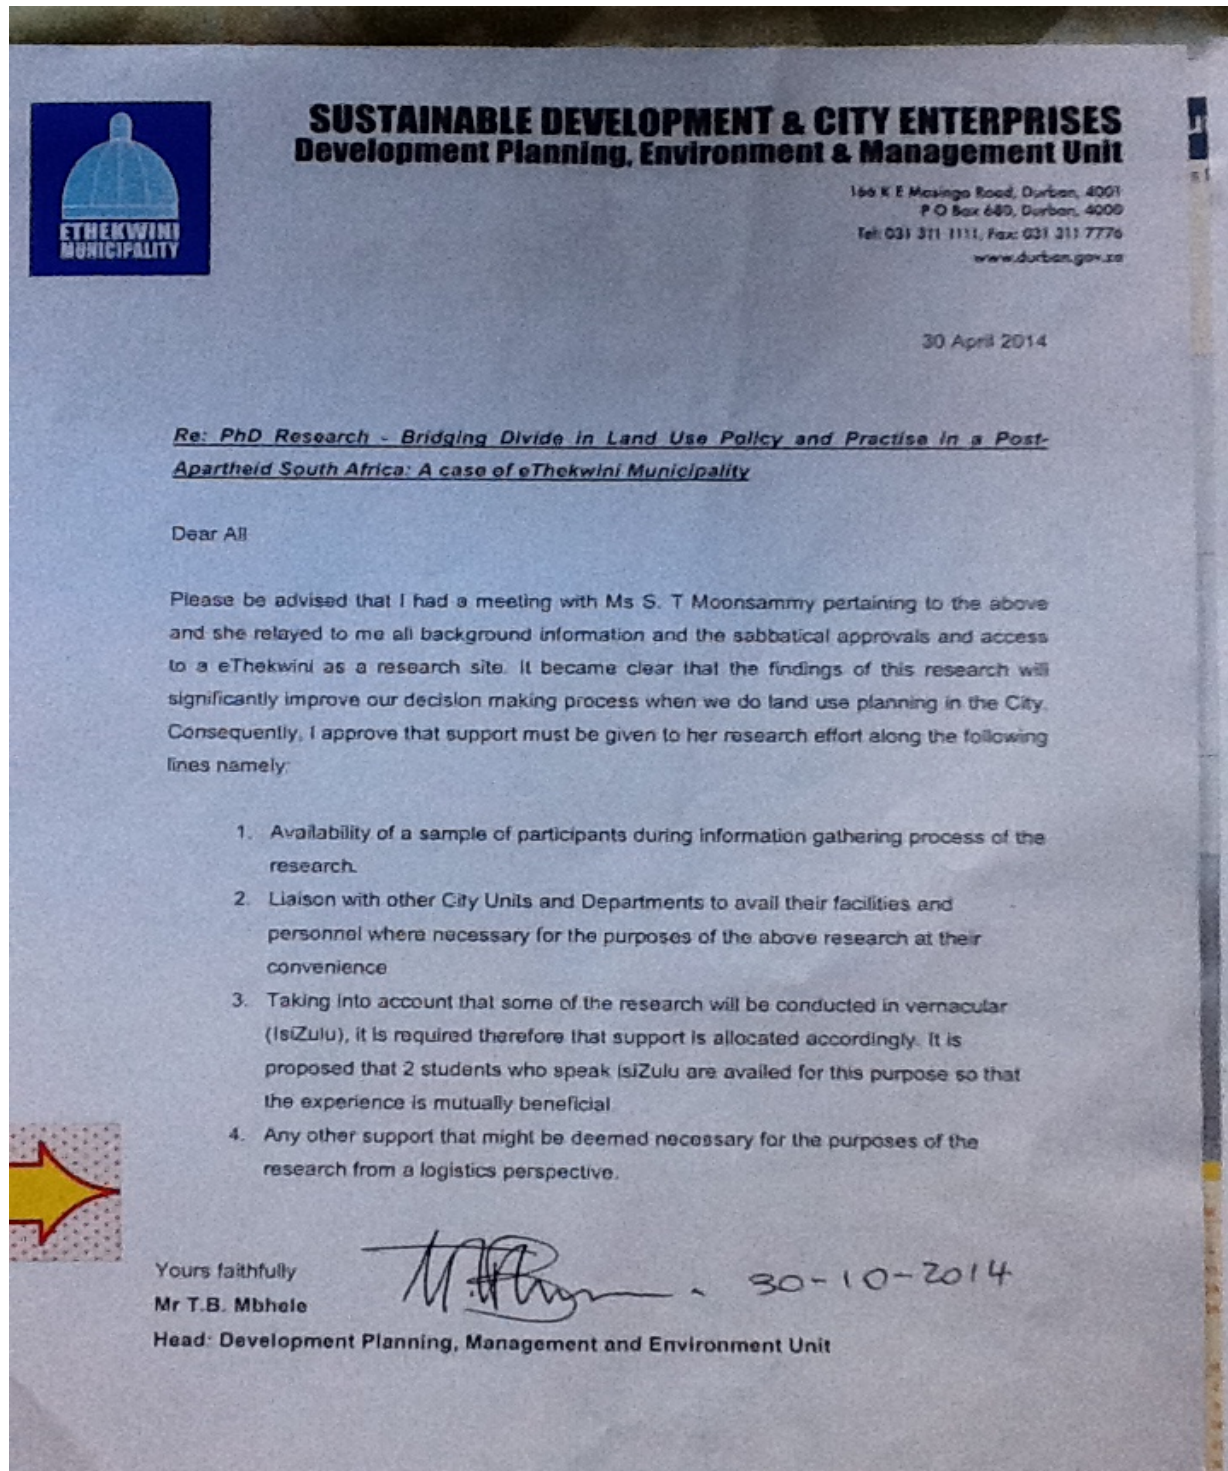 SUSTAINABLE DEVELOPMENT & CITY ENTERPRISES
Development Planning, Environment & Management Unit
ETHEKWINI
MUNICIPALITY
166 K E Masinga Road, Durban, 4001
P O Box 680, Durban, 4000
Tel: 031 311 1111, Fax: 031 311 7776
www.durban.gov.za
30 April 2014
Re: PhD Research - Bridging Divide in Land Use Policy and Practise in a Post-
Apartheid South Africa: A case of eThekwini Municipality
Dear All
Please be advised that I had a meeting with Ms S. T Moonsammy pertaining to the above
and she relayed to me all background information and the sabbatical approvals and access
to a eThekwini as a research site. It became clear that the findings of this research will
significantly improve our decision making process when we do land use planning in the City.
Consequently, I approve that support must be given to her research effort along the following
lines namely:
1. Availability of a sample of participants during information gathering process of the
research.
2. Liaison with other City Units and Departments to avail their facilities and
personnel where necessary for the purposes of the above research at their
convenience
3. Taking into account that some of the research will be conducted in vernacular
(IsiZulu), it is required therefore that support is allocated accordingly. It is
proposed that 2 students who speak isiZulu are availed for this purpose so that
the experience is mutually beneficial
4. Any other support that might be deemed necessary for the purposes of the
research from a logistics perspective.
Yours faithfully
30-10-2014
Mr T.B. Mbhele
Head: Development Planning, Management and Environment Unit